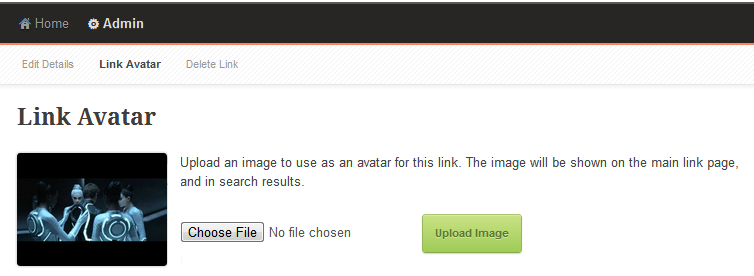 Home Admin
Edit Details Link Avatar Delete Link
Link Avatar
Upload an image to use as an avatar for this link. The image will be shown on the main link page,
and in search results.
Choose File No file chosen Upload Image